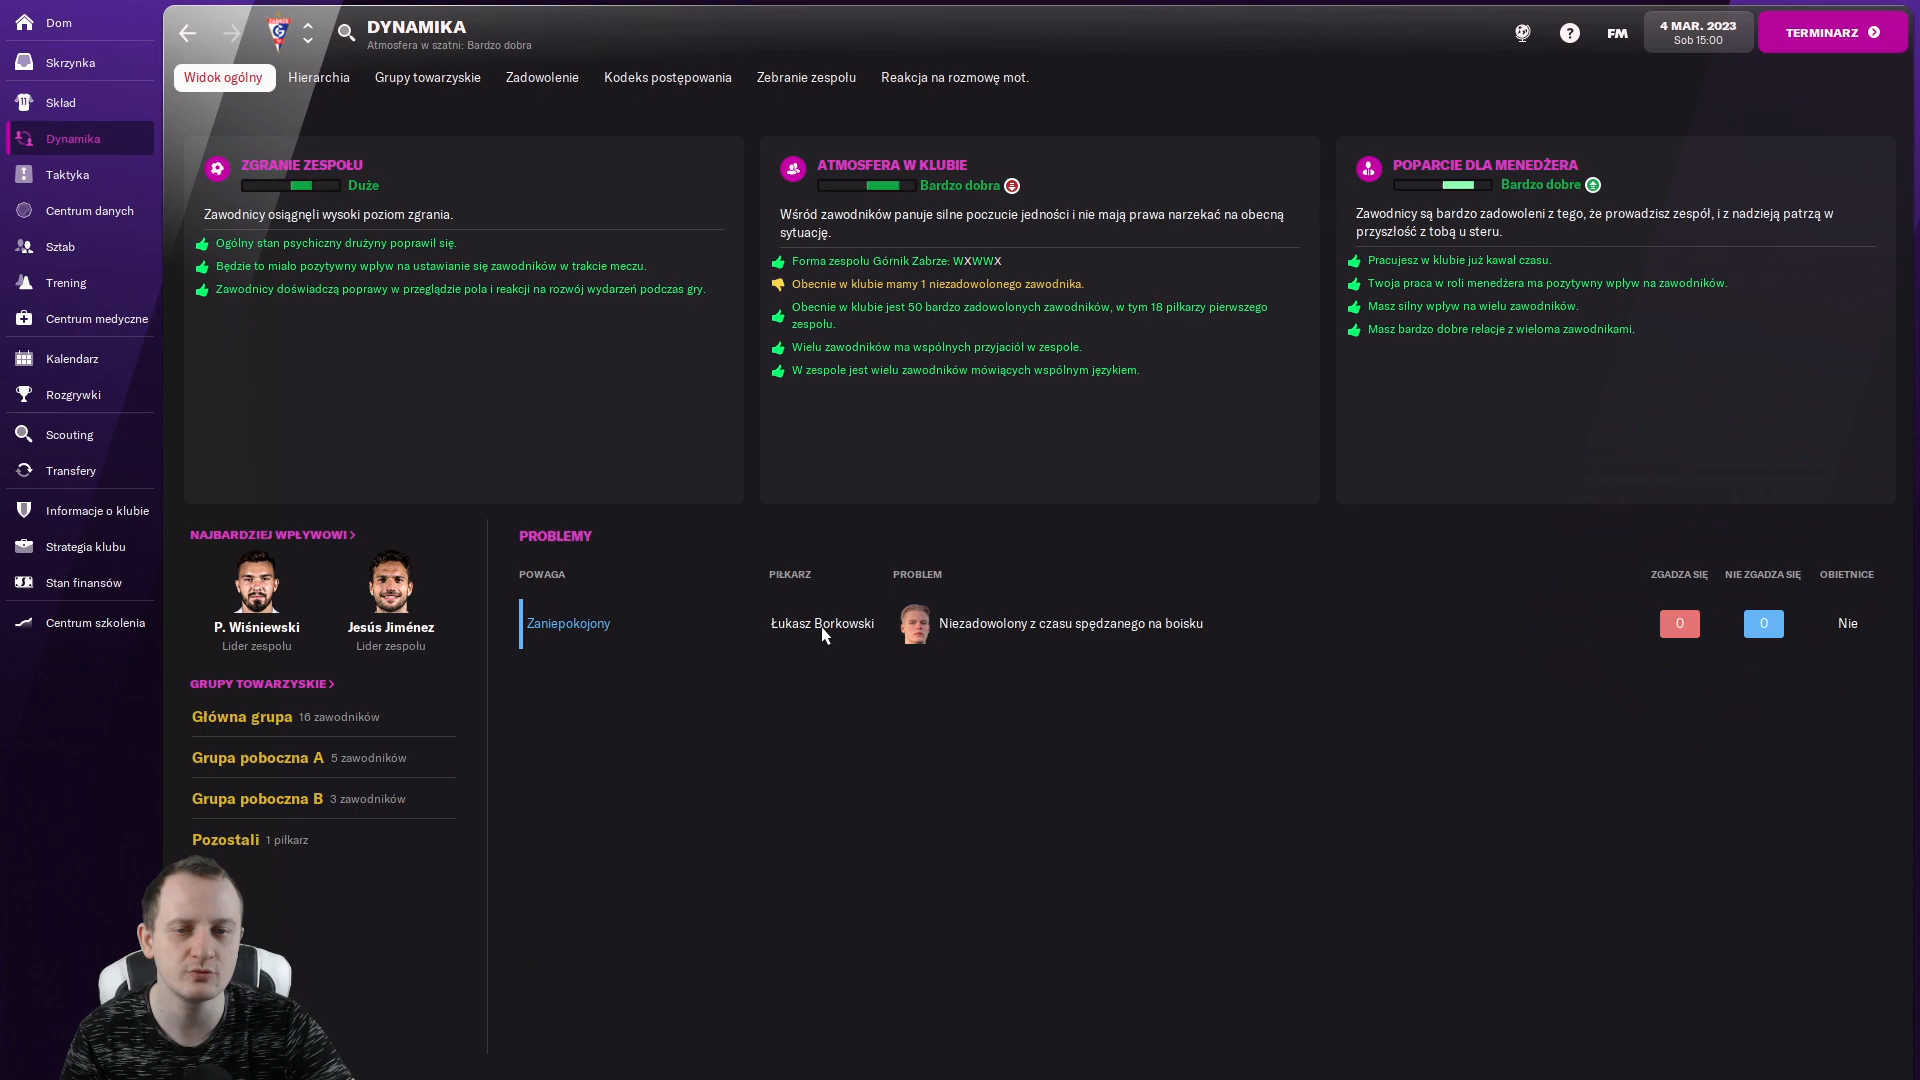 Dom
Skrzynka
Skład
Dynamika
Taktyka
Centrum danych
Sztab
Trening
Centrum medyczne
Kalendarz
Rozgrywki
Scouting
Transfery
Informacje o klubie
Strategia klubu
Stan finansów
Centrum szkolenia
DYNAMIKA
Atmosfera w szatni: Bardzo dobra
FM
4 MAR. 2023
Sob 15:00
TERMINARZ
Widok ogólny
Hierarchia
Grupy towarzyskie
Zadowolenie
Kodeks postępowania
Zebranie zespołu
Reakcja na rozmowę mot.
ZGRANIE ZESPOŁU
Duże
Zawodnicy osiągnęli wysoki poziom zgrania.
Ogólny stan psychiczny drużyny poprawił się.
Będzie to miało pozytywny wpływ na ustawianie się zawodników w trakcie meczu.
Zawodnicy doświadczą poprawy w przeglądzie pola i reakcji na rozwój wydarzeń podczas gry.
ATMOSFERA W KLUBIE
Bardzo dobra
Wśród zawodników panuje silne poczucie jedności i nie mają prawa narzekać na obecną
sytuację.
Forma zespołu Górnik Zabrze: WXWWX
Obecnie w klubie mamy 1 niezadowolonego zawodnika.
Obecnie w klubie jest 50 bardzo zadowolonych zawodników, w tym 18 piłkarzy pierwszego
zespołu.
Wielu zawodników ma wspólnych przyjaciół w zespole.
W zespole jest wielu zawodników mówiących wspólnym językiem.
POPARCIE DLA MENEDŻERA
Bardzo dobre
Zawodnicy są bardzo zadowoleni z tego, że prowadzisz zespół, i z nadzieją patrzą w
przyszłość z tobą u steru.
Pracujesz w klubie już kawał czasu.
Twoja praca w roli menedżera ma pozytywny wpływ na zawodników.
Masz silny wpływ na wielu zawodników.
Masz bardzo dobre relacje z wieloma zawodnikami.
NAJBARDZIEJ WPŁYWOWI >
P. Wiśniewski
Lider zespołu
Jesús Jiménez
Lider zespołu
GRUPY TOWARZYSKIE >
Główna grupa 16 zawodników
Grupa poboczna A 5 zawodników
Grupa poboczna B 3 zawodników
Pozostali 1 piłkarz
PROBLEMY
POWAGA PIŁKARZ PROBLEM ZGADZA SIĘ NIE ZGADZA SIĘ OBIETNICE
Zaniepokojony Łukasz Borkowski Niezadowolony z czasu spędzanego na boisku 0 0 Nie